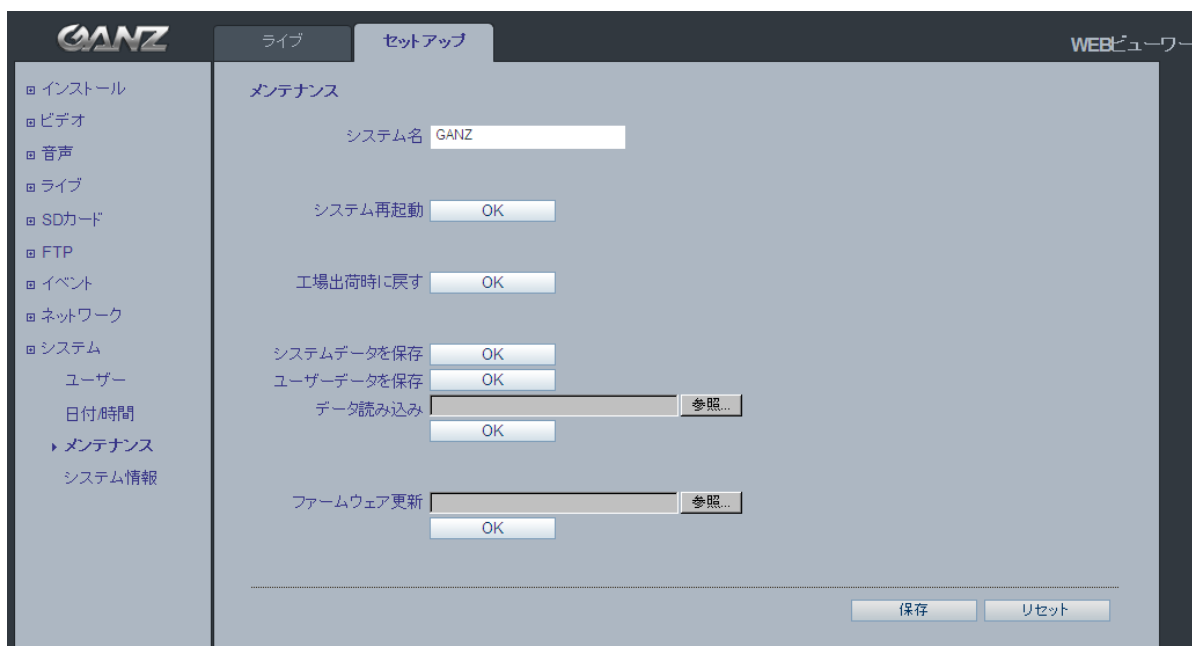 GANZ
ライブ
セットアップ
WEBビューワー
インストール
ビデオ
音声
ライブ
SDカード
FTP
イベント
ネットワーク
システム
ユーザー
日付/時間
メンテナンス
システム情報
メンテナンス
システム名 GANZ
システム再起動 OK
工場出荷時に戻す OK
システムデータを保存 OK
ユーザーデータを保存 OK
データ読み込み 参照...
OK
ファームウェア更新 参照...
OK
保存 リセット